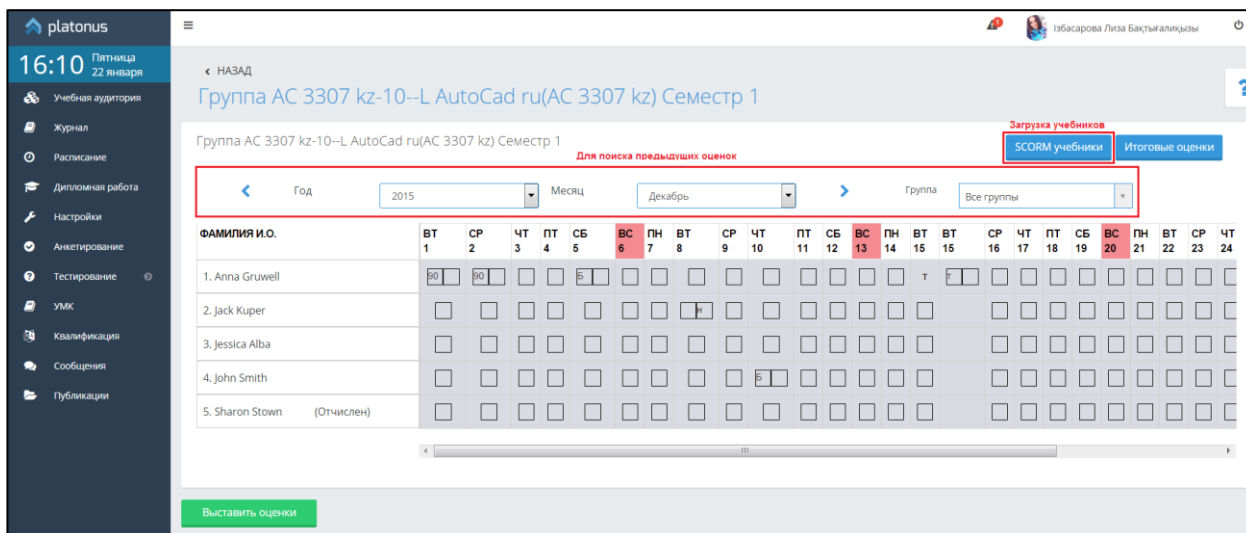 platonus
Ізбасарова Лиза Бақтығалиқызы
16:10 Пятница
22 января
Учебная аудитория
Журнал
Расписание
Дипломная работа
Настройки
Анкетирование
Тестирование
УМК
Квалификация
Сообщения
Публикации
НАЗАД
Группа АС 3307 kz-10--L AutoCad ru(АС 3307 kz) Семестр 1
?
Группа АС 3307 kz-10--L AutoCad ru(АС 3307 kz) Семестр 1
Загрузка учебников
SCORM учебники Итоговые оценки
Для поиска предыдущих оценок
Год 2015 Месяц Декабрь Группа Все группы
ФАМИЛИЯ И.О. ВТ СР ЧТ ПТ СБ ВС ПН ВТ СР ЧТ ПТ СБ ВС ПН ВТ ВТ СР ЧТ ПТ СБ ВС ПН ВТ СР ЧТ
1 2 3 4 5 6 7 8 9 10 11 12 13 14 15 15 16 17 18 19 20 21 22 23 24
1. Anna Gruwell 90 90 Б т т
2. Jack Kuper н
3. Jessica Alba
4. John Smith Б
5. Sharon Stown (Отчислен)
Выставить оценки